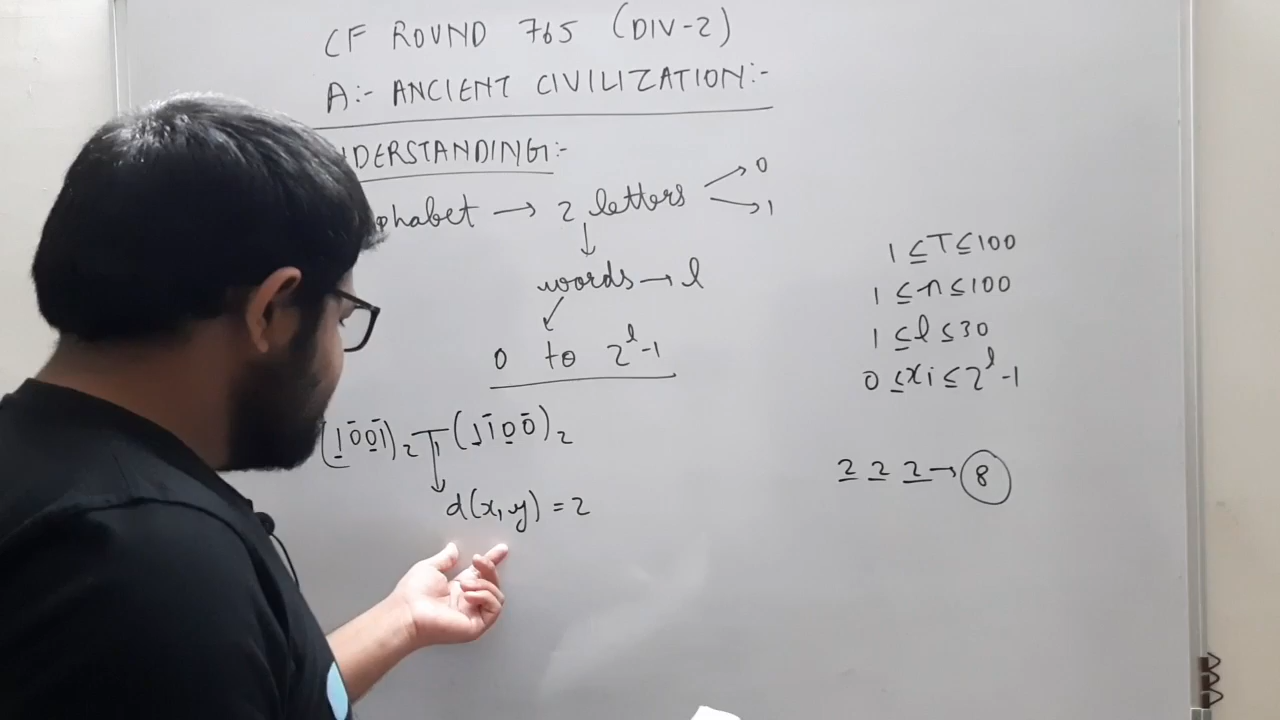 CF ROUND 765 (DIV-2)
A:- ANCIENT CIVILIZATION:-
NDERSTANDING:-
phabet → 2 letters → 0
→ 1
↓
words → l
0 to 2^l-1
(1001)₂ (1100)₂
d(x,y) = 2
1 ≤ T ≤ 100
1 ≤ n ≤ 100
1 ≤ l ≤ 30
0 ≤ xi ≤ 2^l -1
2 2 2 → 8